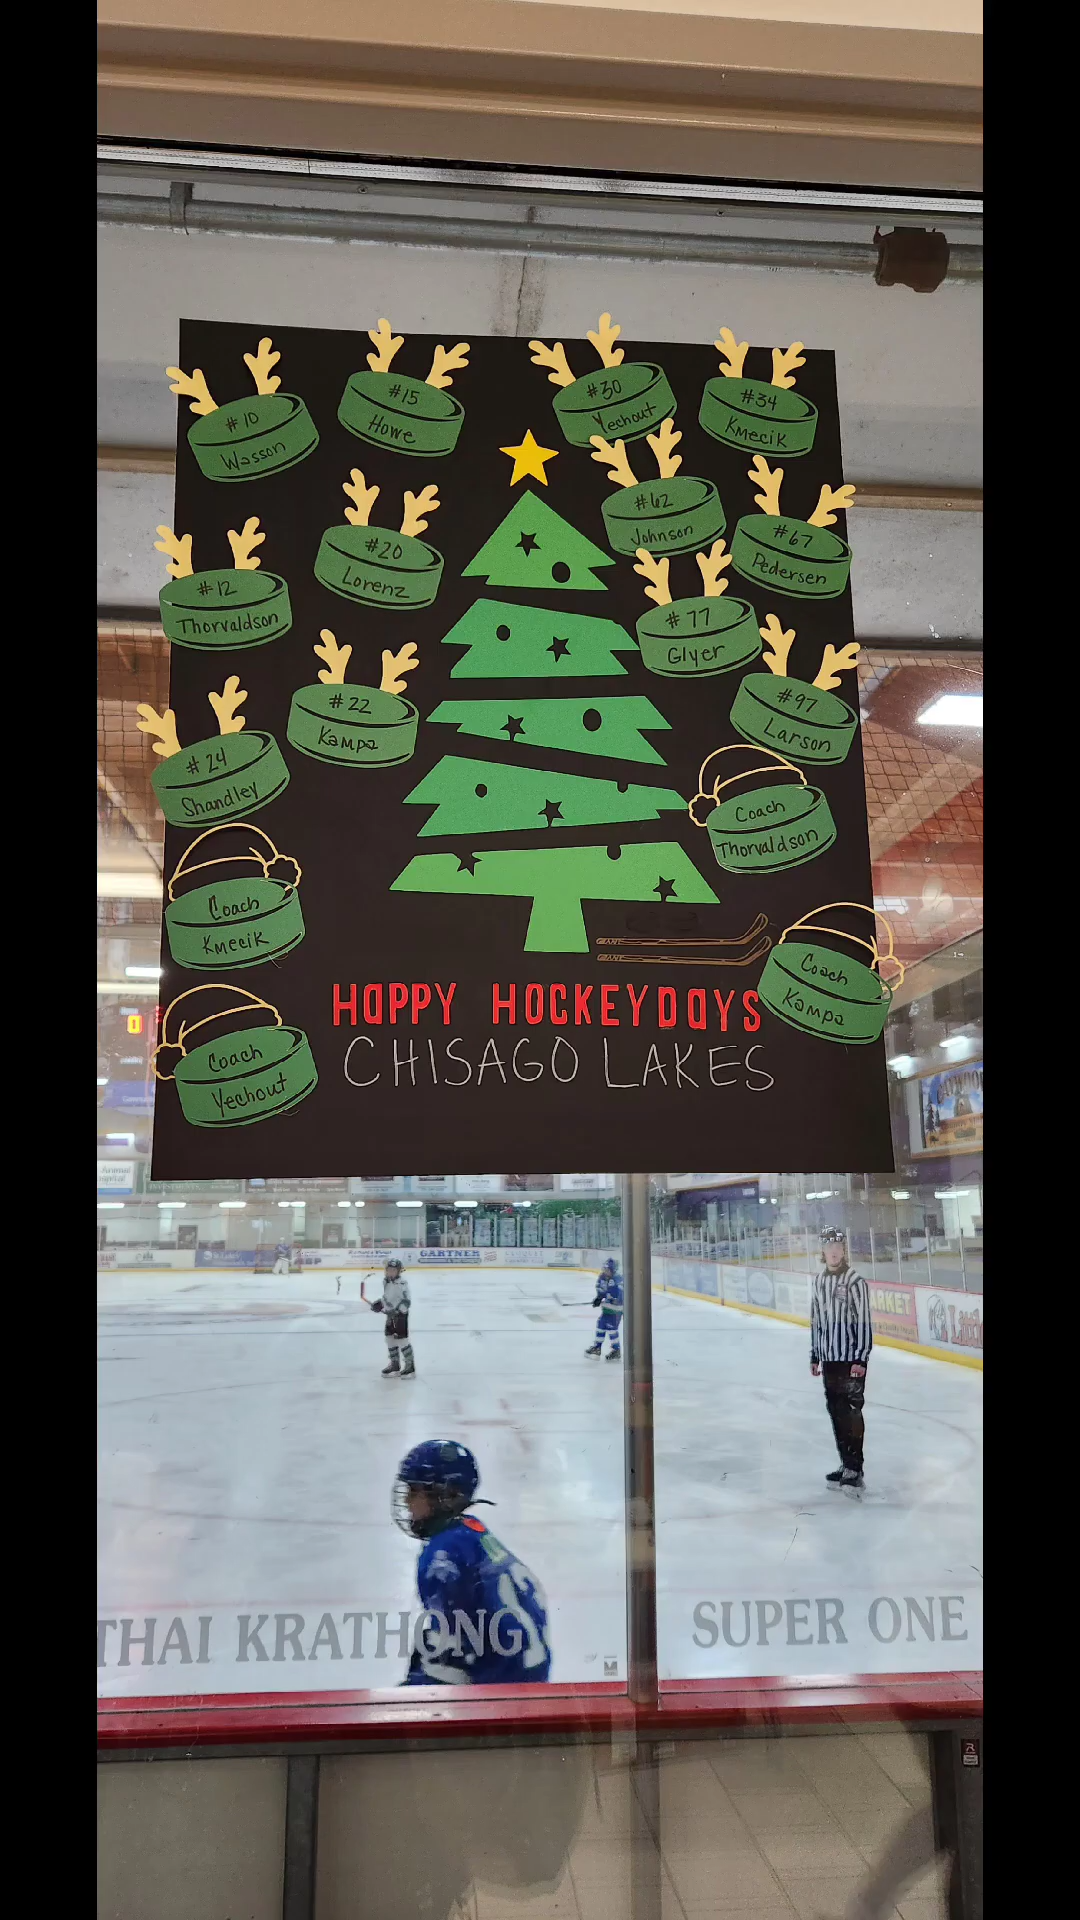 #10
Wasson
#15
Howe
#30
Yechout
#34
Kmecik
#12
Thorvaldson
#20
Lorenz
#62
Johnson
#67
Pedersen
#77
Glyer
#24
Shandley
#22
Kampa
#97
Larson
Coach
Kmecik
Coach
Thorvaldson
Coach
Yechout
Coach
Kampa
HAPPY HOCKEYDAYS
CHISAGO LAKES
GARTNER
THAI KRATHONG
SUPER ONE